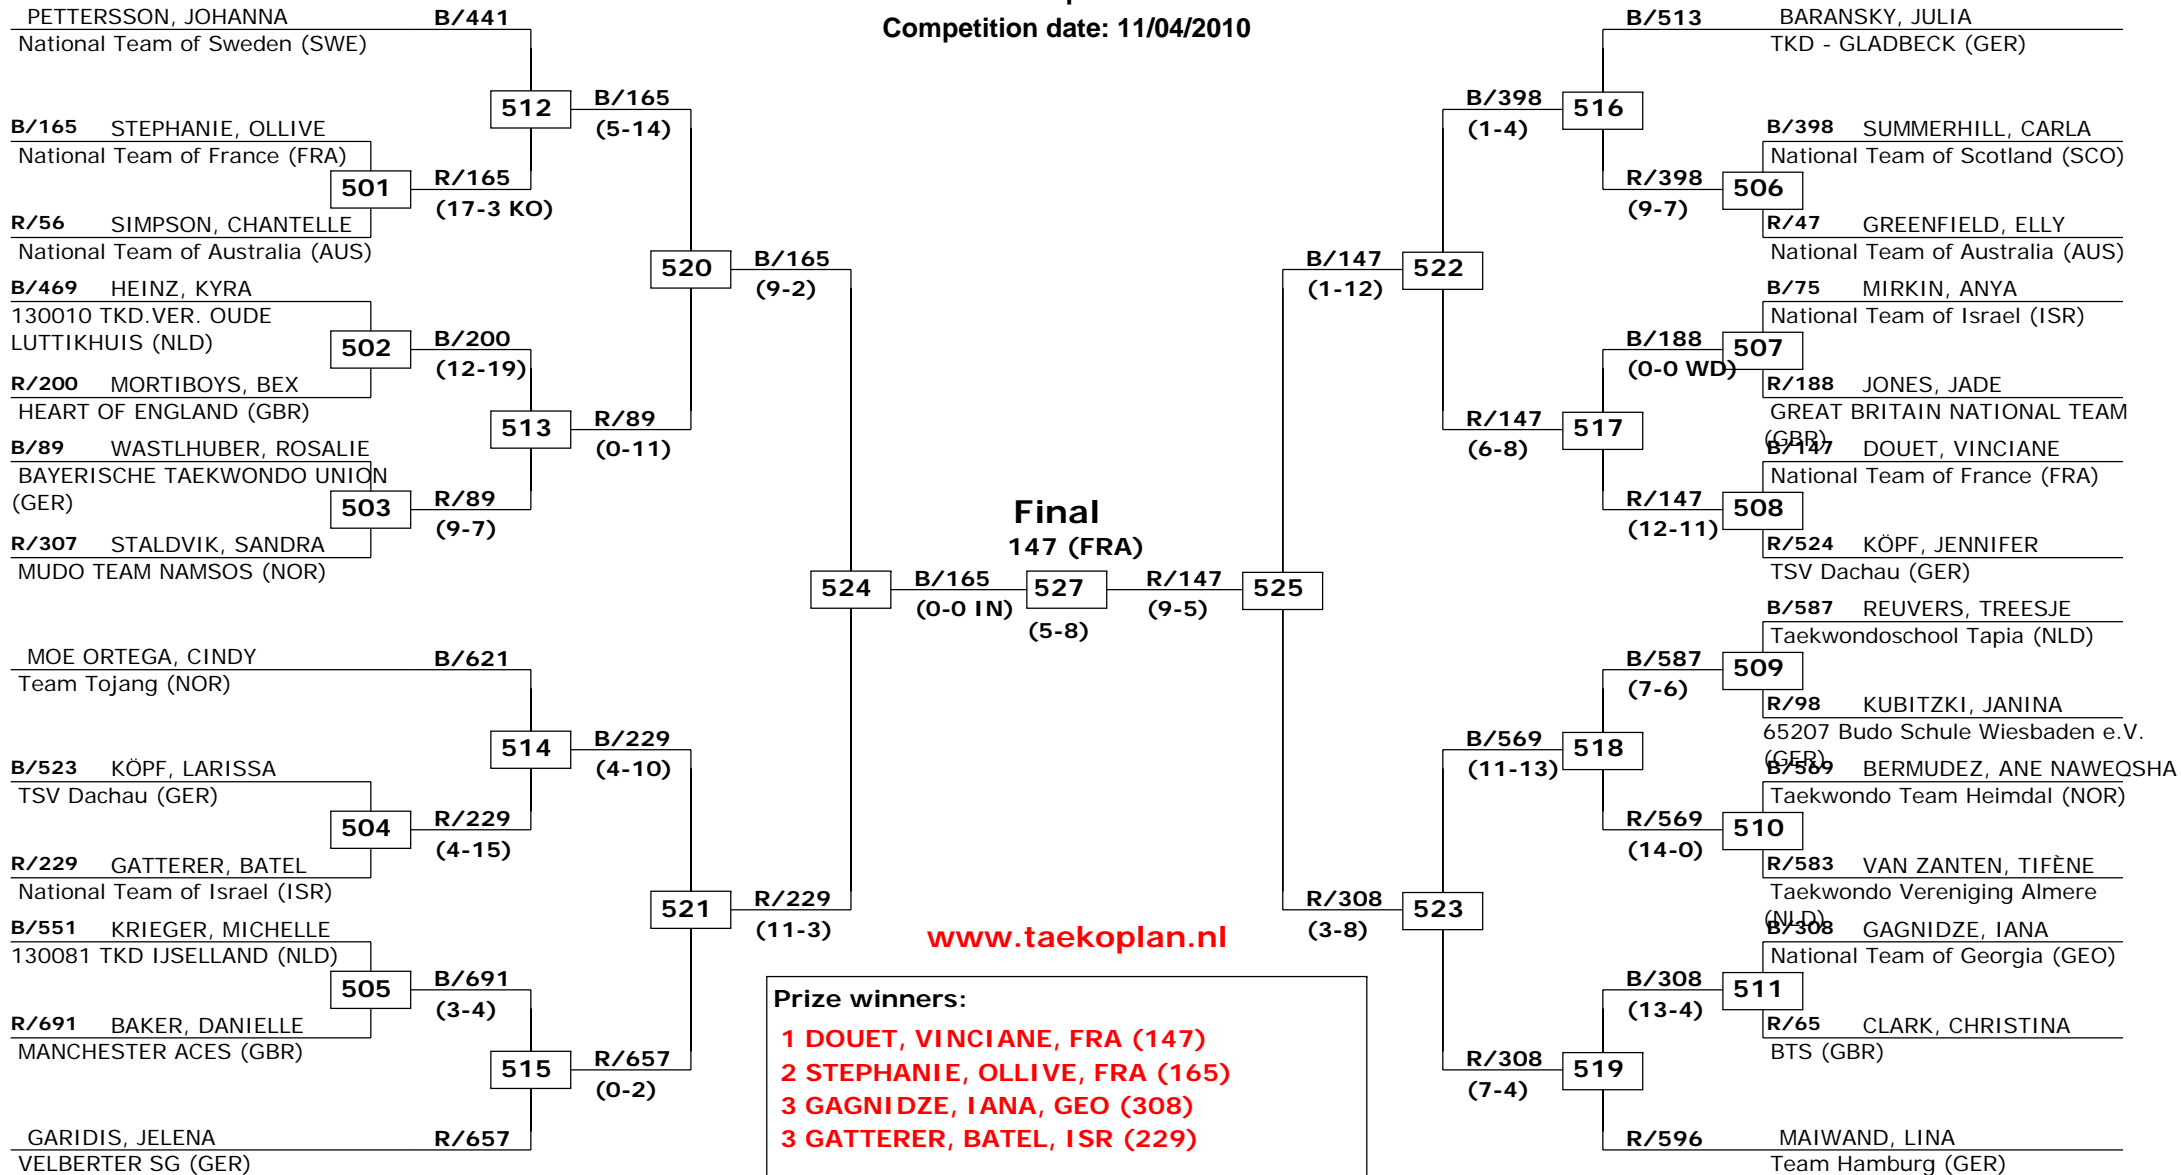 Competition date: 11/04/2010
PETTERSSON, JOHANNA B/441
National Team of Sweden (SWE)
512
B/165
(5-14)
B/165 STEPHANIE, OLLIVE
National Team of France (FRA)
501
R/165
(17-3 KO)
R/56 SIMPSON, CHANTELLE
National Team of Australia (AUS)
520
B/165
(9-2)
B/469 HEINZ, KYRA
130010 TKD.VER. OUDE
LUTTIKHUIS (NLD)
502
B/200
(12-19)
R/200 MORTIBOYS, BEX
HEART OF ENGLAND (GBR)
513
R/89
(0-11)
B/89 WASTLHUBER, ROSALIE
BAYERISCHE TAEKWONDO UNION
(GER)
503
R/89
(9-7)
R/307 STALDVIK, SANDRA
MUDO TEAM NAMSOS (NOR)
524
B/165
(0-0 IN)
Final
147 (FRA)
527
(5-8)
R/147
(9-5)
525
MOE ORTEGA, CINDY B/621
Team Tojang (NOR)
514
B/229
(4-10)
B/523 KÖPF, LARISSA
TSV Dachau (GER)
504
R/229
(4-15)
R/229 GATTERER, BATEL
National Team of Israel (ISR)
521
R/229
(11-3)
B/551 KRIEGER, MICHELLE
130081 TKD IJSELLAND (NLD)
505
B/691
(3-4)
R/691 BAKER, DANIELLE
MANCHESTER ACES (GBR)
515
R/657
(0-2)
GARIDIS, JELENA R/657
VELBERTER SG (GER)
B/513 BARANSKY, JULIA
TKD - GLADBECK (GER)
B/398
(1-4)
516
B/398 SUMMERHILL, CARLA
National Team of Scotland (SCO)
R/398
(9-7)
506
R/47 GREENFIELD, ELLY
National Team of Australia (AUS)
B/147
(1-12)
522
B/75 MIRKIN, ANYA
National Team of Israel (ISR)
B/188
(0-0 WD)
507
R/188 JONES, JADE
GREAT BRITAIN NATIONAL TEAM
(GBR)
R/147
(6-8)
517
B/147 DOUET, VINCIANE
National Team of France (FRA)
R/147
(12-11)
508
R/524 KÖPF, JENNIFER
TSV Dachau (GER)
B/587 REUVERS, TREESJE
Taekwondoschool Tapia (NLD)
B/587
(7-6)
509
R/98 KUBITZKI, JANINA
65207 Budo Schule Wiesbaden e.V.
(GER)
B/569
(11-13)
518
B/569 BERMUDEZ, ANE NAWEQSHA
Taekwondo Team Heimdal (NOR)
R/569
(14-0)
510
R/583 VAN ZANTEN, TIFÈNE
Taekwondo Vereniging Almere
(NLD)
R/308
(3-8)
523
B/308 GAGNIDZE, IANA
National Team of Georgia (GEO)
B/308
(13-4)
511
R/65 CLARK, CHRISTINA
BTS (GBR)
R/308
(7-4)
519
R/596 MAIWAND, LINA
Team Hamburg (GER)
www.taekoplan.nl
Prize winners:
1 DOUET, VINCIANE, FRA (147)
2 STEPHANIE, OLLIVE, FRA (165)
3 GAGNIDZE, IANA, GEO (308)
3 GATTERER, BATEL, ISR (229)